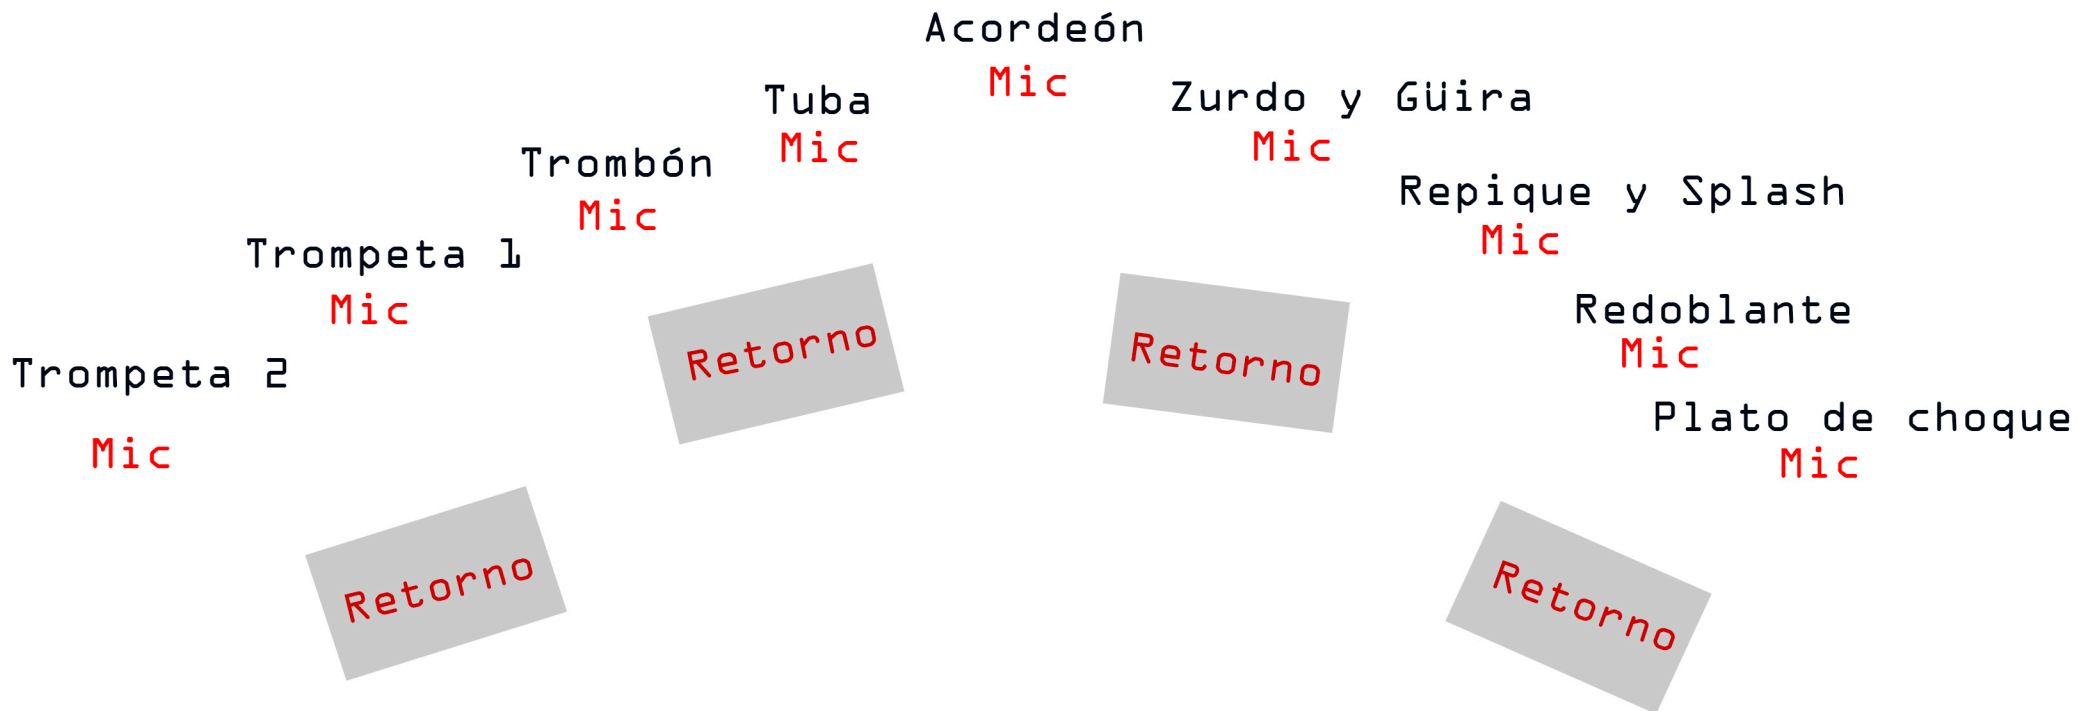 Acordeón
Mic
Tuba
Mic
Zurdo y Güira
Mic
Trombón
Mic
Repique y Splash
Mic
Trompeta 1
Mic
Redoblante
Mic
Trompeta 2
Mic
Plato de choque
Mic
Retorno
Retorno
Retorno
Retorno